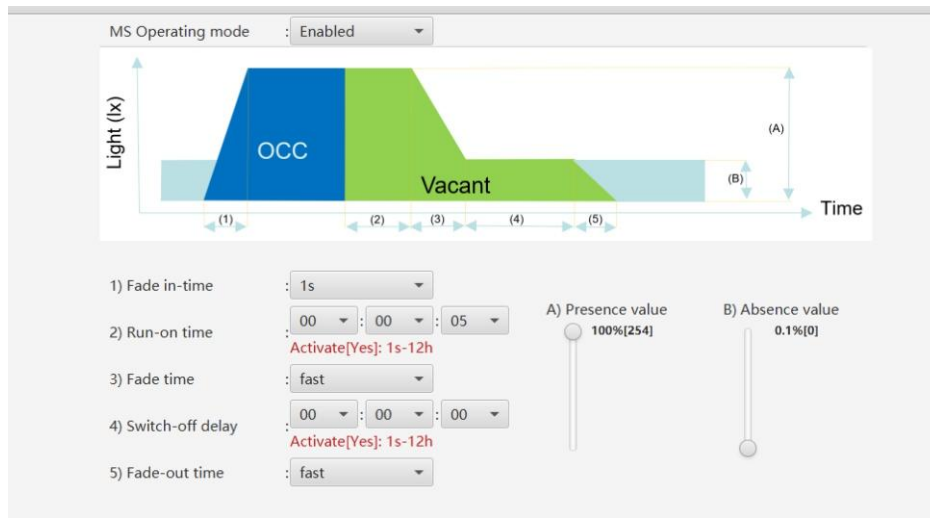 MS Operating mode : Enabled
Light (lx)
OCC
Vacant
(A)
(B)
(1) (2) (3) (4) (5)
Time
1) Fade in-time : 1s
2) Run-on time : 00 : 00 : 05
Activate[Yes]: 1s-12h
3) Fade time : fast
4) Switch-off delay : 00 : 00 : 00
Activate[Yes]: 1s-12h
5) Fade-out time : fast
A) Presence value
100%[254]
B) Absence value
0.1%[0]